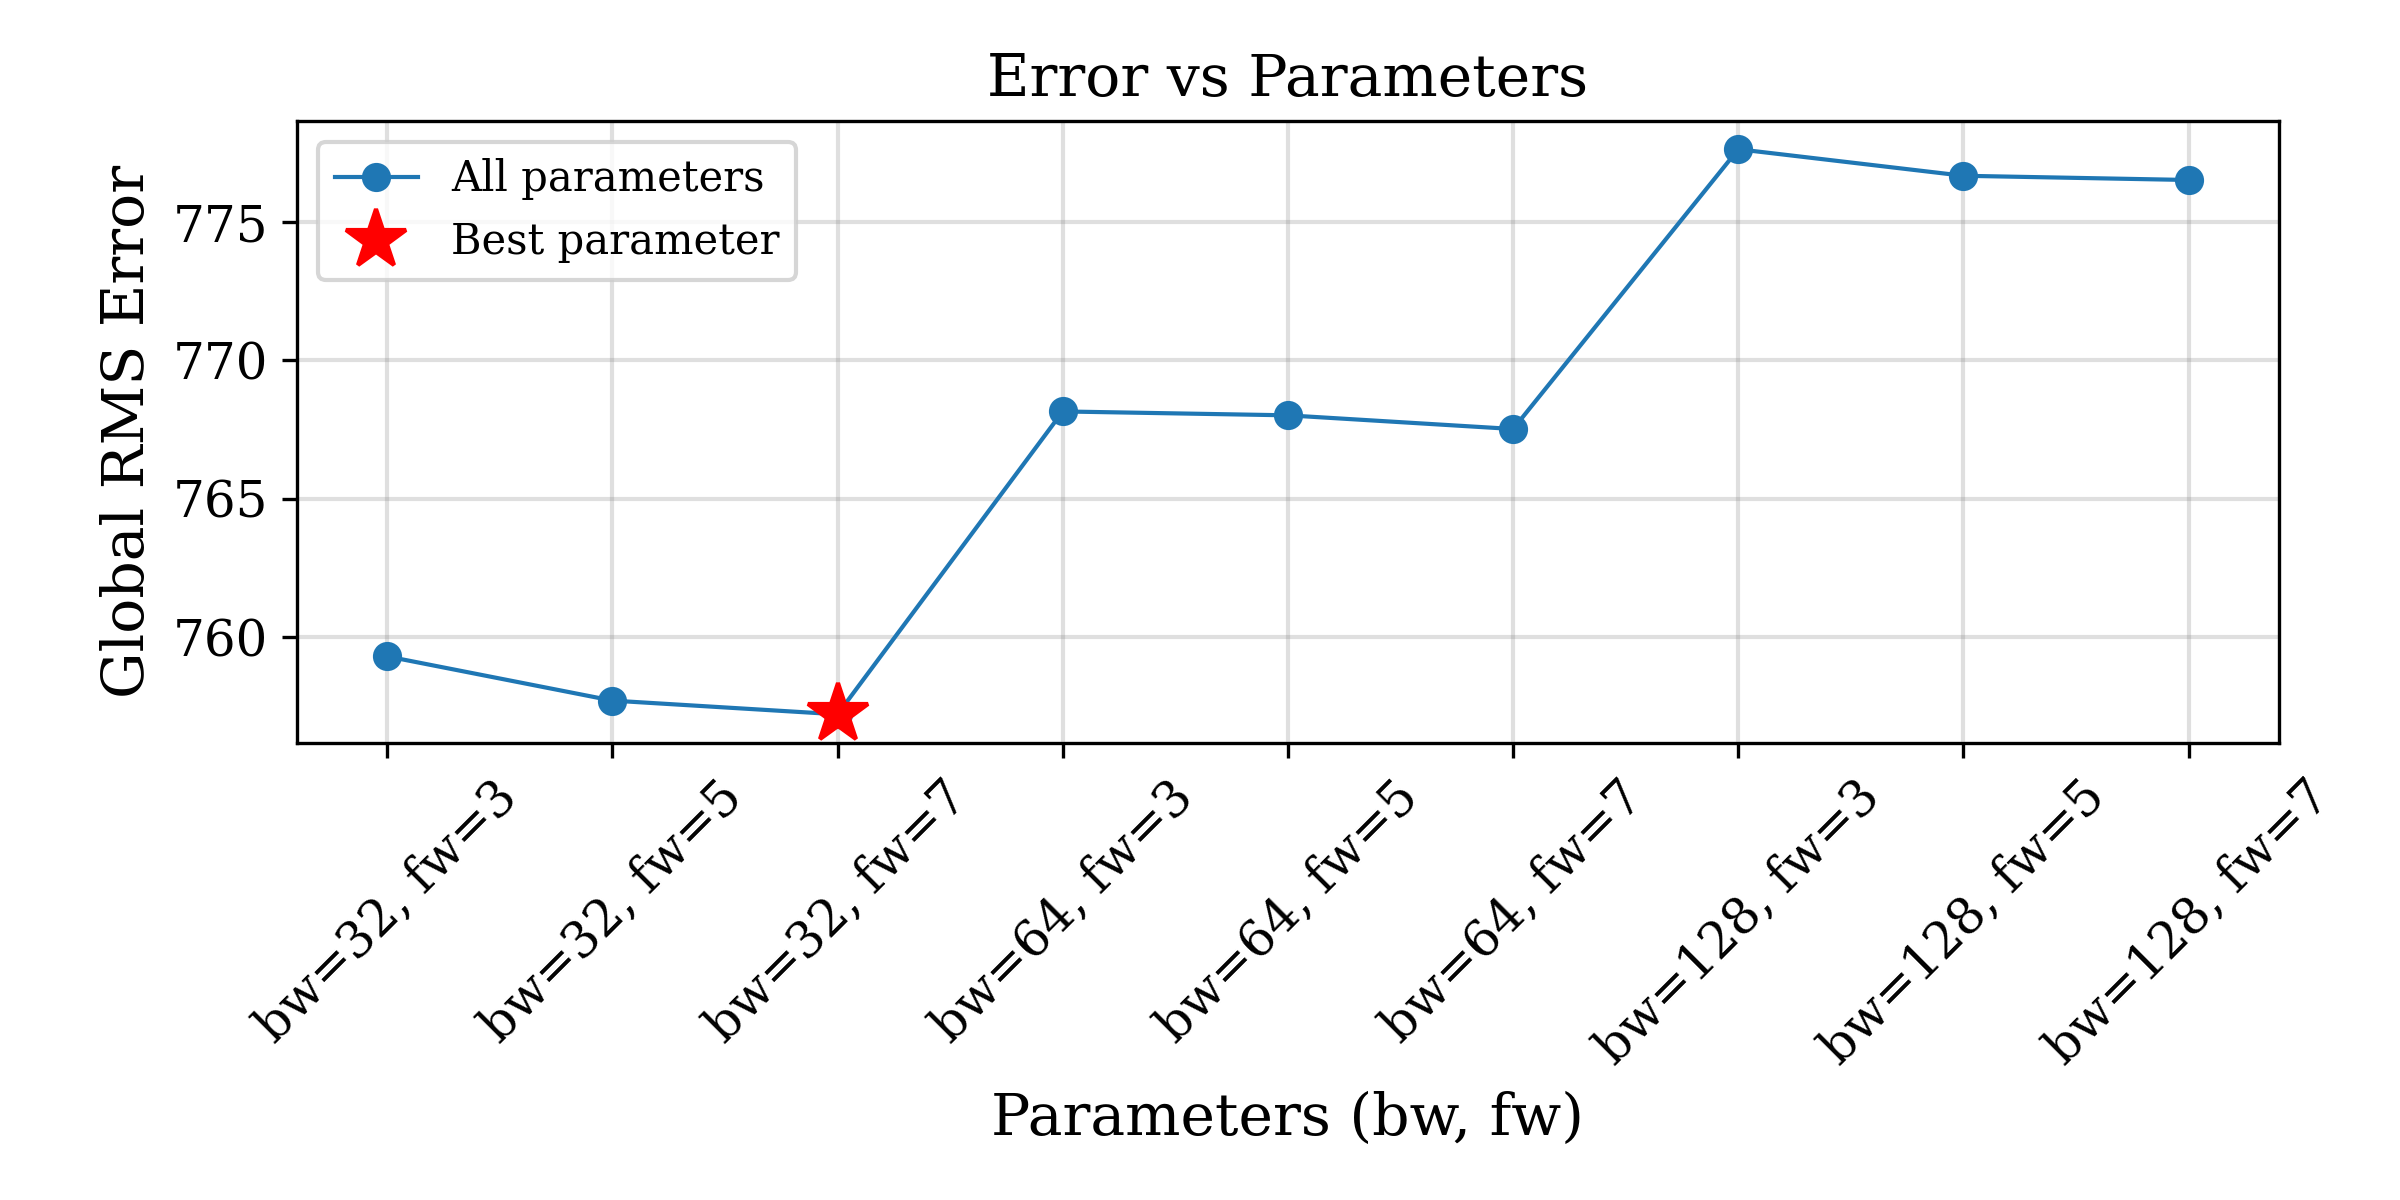 Error vs Parameters
All parameters
Best parameter
Global RMS Error
775
770
765
760
bw=32, fw=3
bw=32, fw=5
bw=32, fw=7
bw=64, fw=3
bw=64, fw=5
bw=64, fw=7
bw=128, fw=3
bw=128, fw=5
bw=128, fw=7
Parameters (bw, fw)